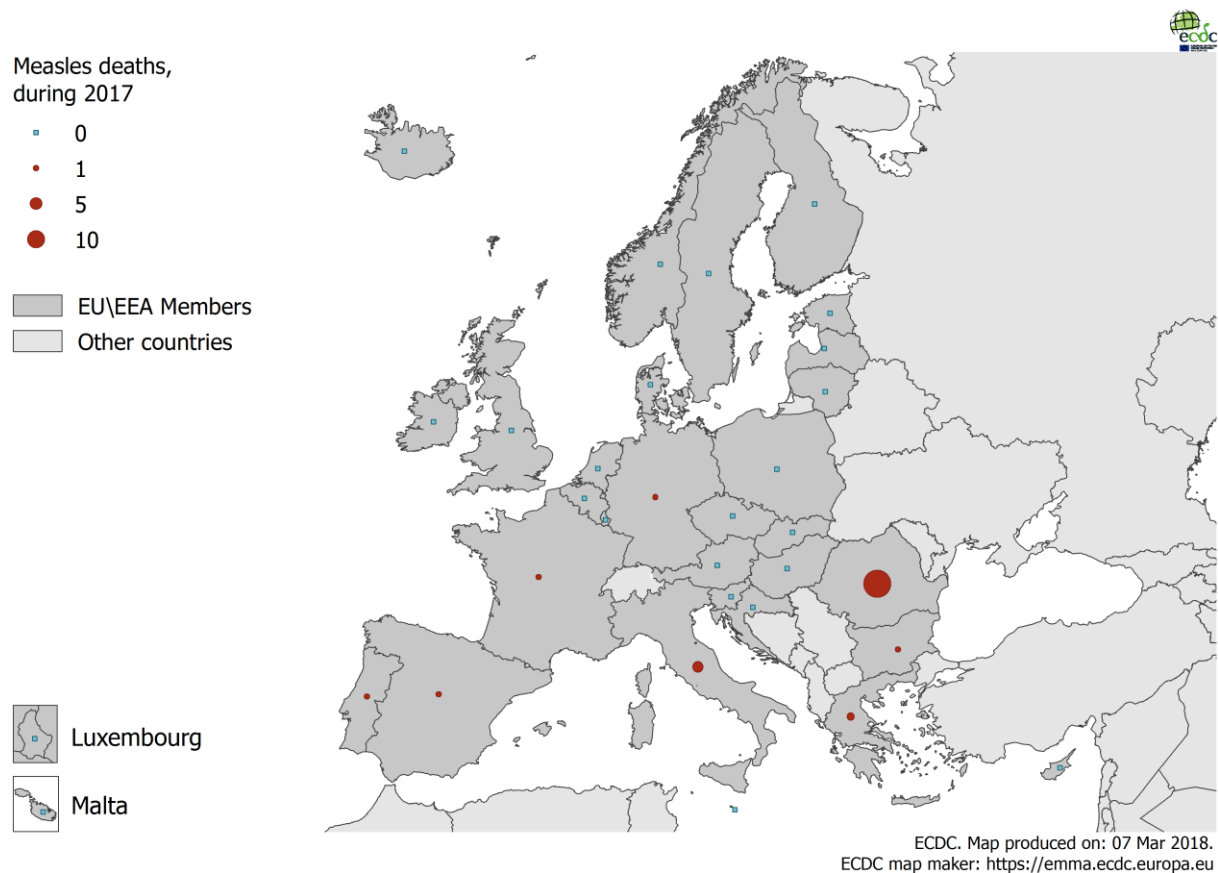 ecdc
Measles deaths,
during 2017
0
1
5
10
EU\EEA Members
Other countries
Luxembourg
Malta
ECDC. Map produced on: 07 Mar 2018.
ECDC map maker: https://emma.ecdc.europa.eu